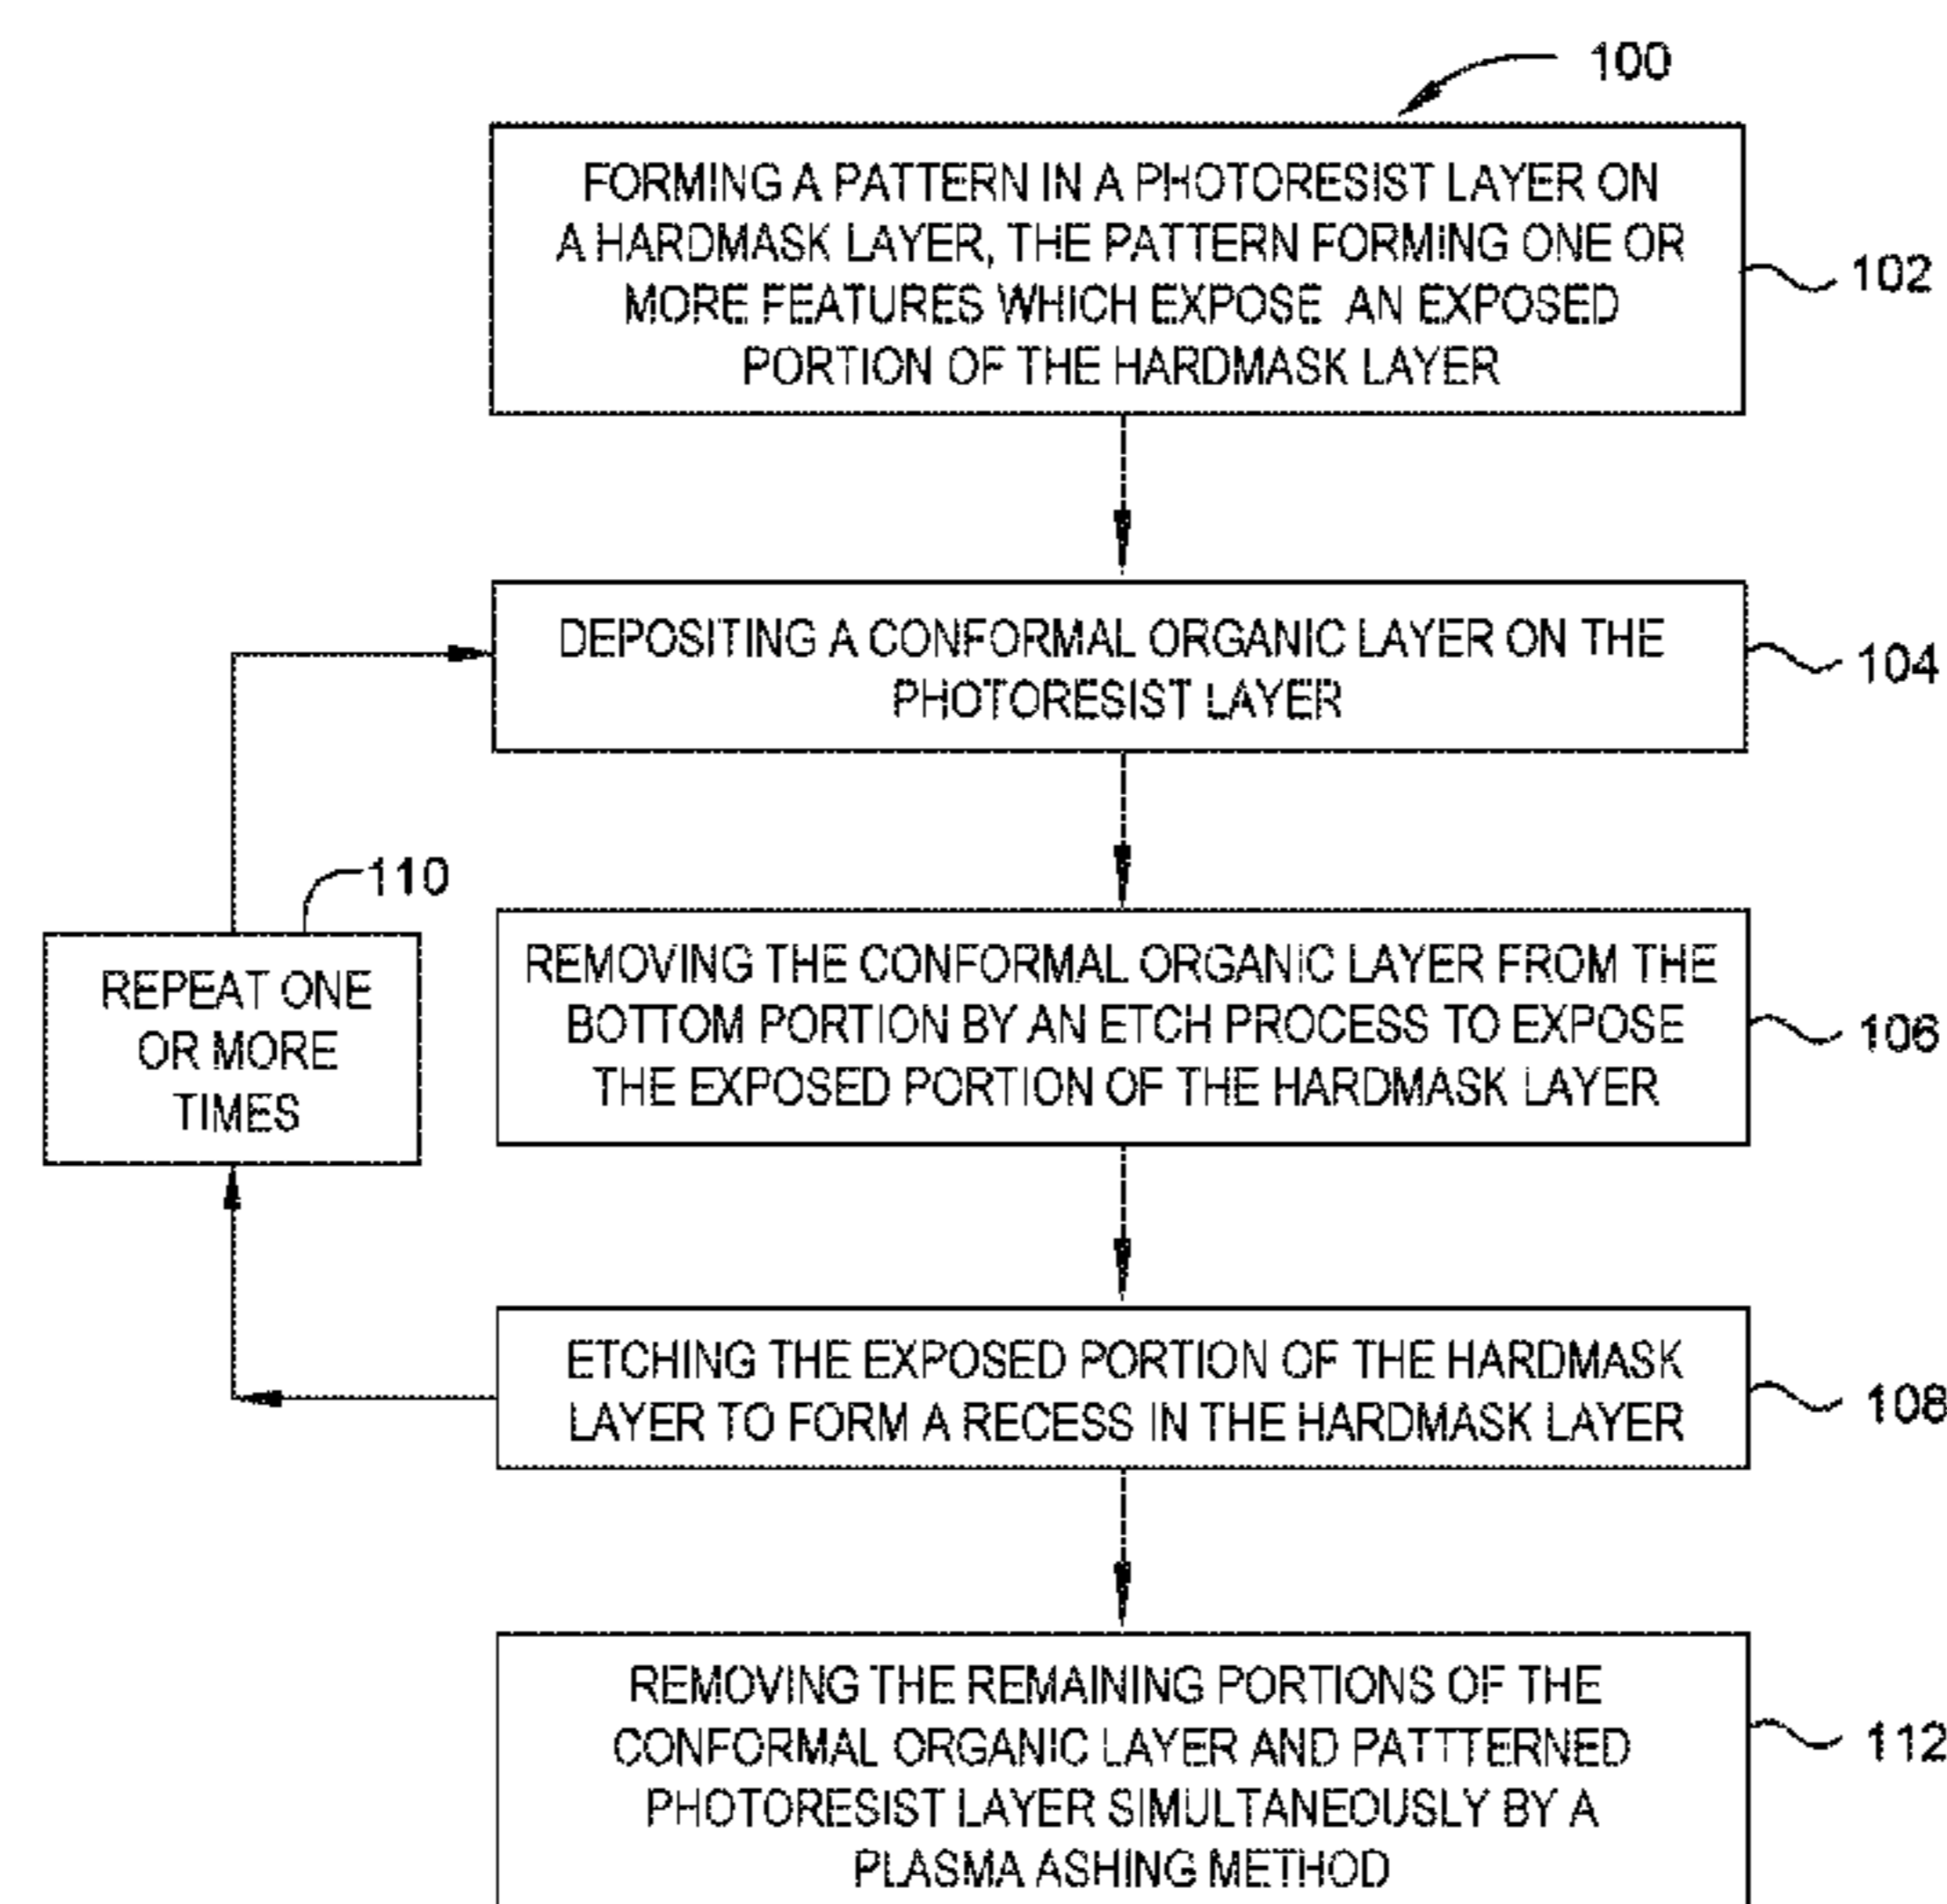 100
FORMING A PATTERN IN A PHOTORESIST LAYER ON
A HARDMASK LAYER, THE PATTERN FORMING ONE OR
MORE FEATURES WHICH EXPOSE AN EXPOSED
PORTION OF THE HARDMASK LAYER
102
DEPOSITING A CONFORMAL ORGANIC LAYER ON THE
PHOTORESIST LAYER
104
110
REPEAT ONE
OR MORE
TIMES
REMOVING THE CONFORMAL ORGANIC LAYER FROM THE
BOTTOM PORTION BY AN ETCH PROCESS TO EXPOSE
THE EXPOSED PORTION OF THE HARDMASK LAYER
106
ETCHING THE EXPOSED PORTION OF THE HARDMASK
LAYER TO FORM A RECESS IN THE HARDMASK LAYER
108
REMOVING THE REMAINING PORTIONS OF THE
CONFORMAL ORGANIC LAYER AND PATTTERNED
PHOTORESIST LAYER SIMULTANEOUSLY BY A
PLASMA ASHING METHOD
112